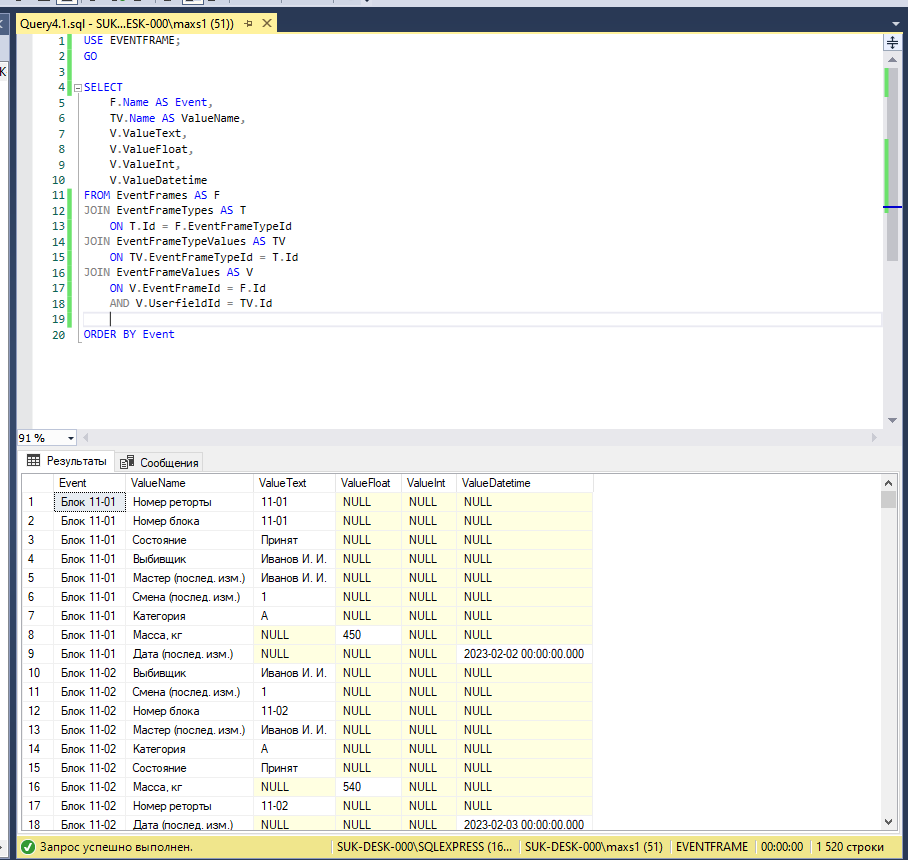 Query4.1.sql - SUK...ESK-000\maxs1 (51))
1 USE EVENTFRAME;
2 GO
3
4 SELECT
5 F.Name AS Event,
6 TV.Name AS ValueName,
7 V.ValueText,
8 V.ValueFloat,
9 V.ValueInt,
10 V.ValueDatetime
11 FROM EventFrames AS F
12 JOIN EventFrameTypes AS T
13 ON T.Id = F.EventFrameTypeId
14 JOIN EventFrameTypeValues AS TV
15 ON TV.EventFrameTypeId = T.Id
16 JOIN EventFrameValues AS V
17 ON V.EventFrameId = F.Id
18 AND V.UserfieldId = TV.Id
19
20 ORDER BY Event
91 %
Результаты Сообщения
Event ValueName ValueText ValueFloat ValueInt ValueDatetime
1 Блок 11-01 Номер реторты 11-01 NULL NULL NULL
2 Блок 11-01 Номер блока 11-01 NULL NULL NULL
3 Блок 11-01 Состояние Принят NULL NULL NULL
4 Блок 11-01 Выбивщик Иванов И. И. NULL NULL NULL
5 Блок 11-01 Мастер (послед. изм.) Иванов И. И. NULL NULL NULL
6 Блок 11-01 Смена (послед. изм.) 1 NULL NULL NULL
7 Блок 11-01 Категория А NULL NULL NULL
8 Блок 11-01 Масса, кг NULL 450 NULL NULL
9 Блок 11-01 Дата (послед. изм.) NULL NULL NULL 2023-02-02 00:00:00.000
10 Блок 11-02 Выбивщик Иванов И. И. NULL NULL NULL
11 Блок 11-02 Смена (послед. изм.) 1 NULL NULL NULL
12 Блок 11-02 Номер блока 11-02 NULL NULL NULL
13 Блок 11-02 Мастер (послед. изм.) Иванов И. И. NULL NULL NULL
14 Блок 11-02 Категория А NULL NULL NULL
15 Блок 11-02 Состояние Принят NULL NULL NULL
16 Блок 11-02 Масса, кг NULL 540 NULL NULL
17 Блок 11-02 Номер реторты 11-02 NULL NULL NULL
18 Блок 11-02 Дата (послед. изм.) NULL NULL NULL 2023-02-03 00:00:00.000
Запрос успешно выполнен. SUK-DESK-000\SQLEXPRESS (16... SUK-DESK-000\maxs1 (51) EVENTFRAME 00:00:00 1 520 строки